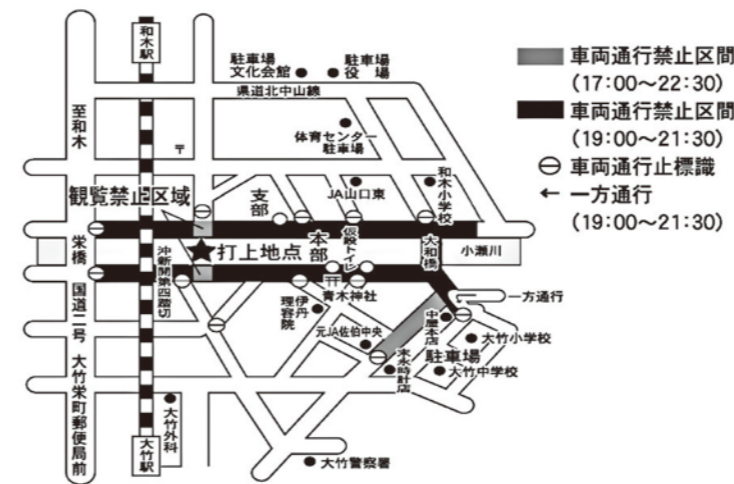 車両通行禁止区間
(17:00～22:30)
車両通行禁止区間
(19:00～21:30)
車両通行止標識
← 一方通行
(19:00～21:30)
和木駅
駐車場
文化会館
駐車場
役場
県道北中山線
至和木
体育センター
駐車場
〒
JA山口東
和木小学校
観覧禁止区域
支部
栄橋
打上地点
本部
仮設トイレ
大和橋
小瀬川
沖新開第四踏切
青木神社
伊丹
理容院
一方通行
国道二号
元JA佐伯中央
中屋本店
大竹小学校
駐車場
末永時計店
大竹中学校
大竹栄町郵便局前
大竹外科
大竹駅
大竹警察署